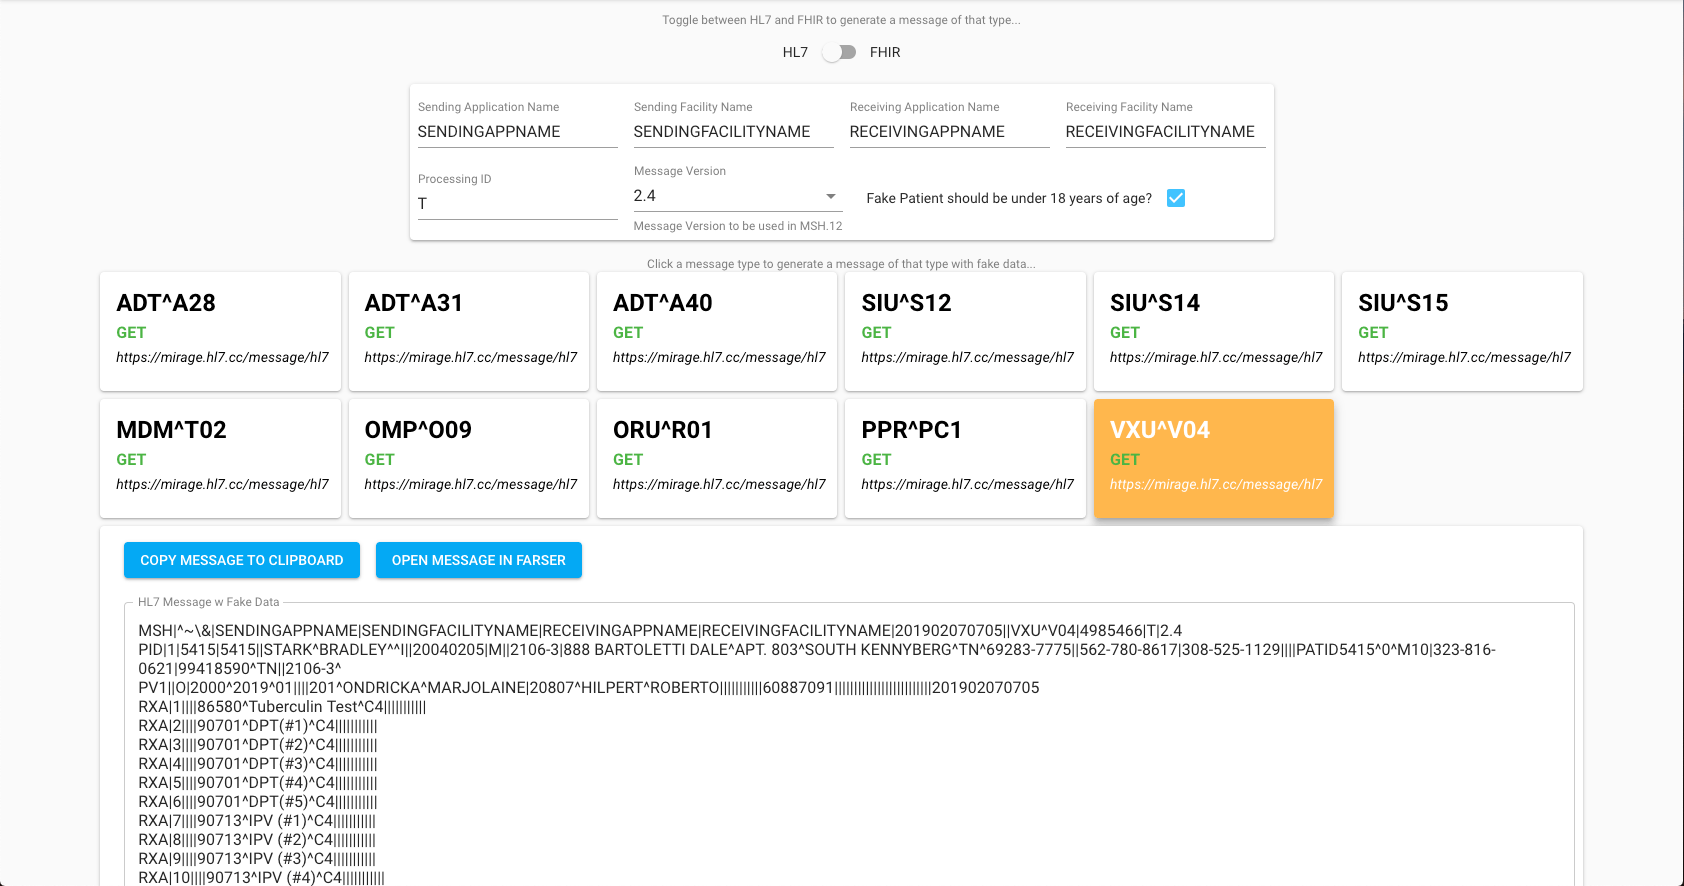 Toggle between HL7 and FHIR to generate a message of that type...
HL7 FHIR
Sending Application Name Sending Facility Name Receiving Application Name Receiving Facility Name
SENDINGAPPNAME SENDINGFACILITYNAME RECEIVINGAPPNAME RECEIVINGFACILITYNAME
Processing ID Message Version
T 2.4 Fake Patient should be under 18 years of age?
Message Version to be used in MSH.12
Click a message type to generate a message of that type with fake data...
ADT^A28 ADT^A31 ADT^A40 SIU^S12 SIU^S14 SIU^S15
GET GET GET GET GET GET
https://mirage.hl7.cc/message/hl7 https://mirage.hl7.cc/message/hl7 https://mirage.hl7.cc/message/hl7 https://mirage.hl7.cc/message/hl7 https://mirage.hl7.cc/message/hl7 https://mirage.hl7.cc/message/hl7
MDM^T02 OMP^O09 ORU^R01 PPR^PC1 VXU^V04
GET GET GET GET GET
https://mirage.hl7.cc/message/hl7 https://mirage.hl7.cc/message/hl7 https://mirage.hl7.cc/message/hl7 https://mirage.hl7.cc/message/hl7 https://mirage.hl7.cc/message/hl7
COPY MESSAGE TO CLIPBOARD OPEN MESSAGE IN FARSER
HL7 Message w Fake Data
MSH|^~\&|SENDINGAPPNAME|SENDINGFACILITYNAME|RECEIVINGAPPNAME|RECEIVINGFACILITYNAME|201902070705||VXU^V04|4985466|T|2.4
PID|1|5415|5415||STARK^BRADLEY^^I||20040205|M||2106-3|888 BARTOLETTI DALE^APT. 803^SOUTH KENNYBERG^TN^69283-7775||562-780-8617|308-525-1129||||PATID5415^0^M10|323-816-
0621|99418590^TN||2106-3^
PV1||O|2000^2019^01||||201^ONDRICKA^MARJOLAINE|20807^HILPERT^ROBERTO|||||||||||60887091|||||||||||||||||||||||||201902070705
RXA|1||||86580^Tuberculin Test^C4|||||||||||
RXA|2||||90701^DPT(#1)^C4|||||||||||
RXA|3||||90701^DPT(#2)^C4|||||||||||
RXA|4||||90701^DPT(#3)^C4|||||||||||
RXA|5||||90701^DPT(#4)^C4|||||||||||
RXA|6||||90701^DPT(#5)^C4|||||||||||
RXA|7||||90713^IPV (#1)^C4|||||||||||
RXA|8||||90713^IPV (#2)^C4|||||||||||
RXA|9||||90713^IPV (#3)^C4|||||||||||
RXA|10||||90713^IPV (#4)^C4|||||||||||